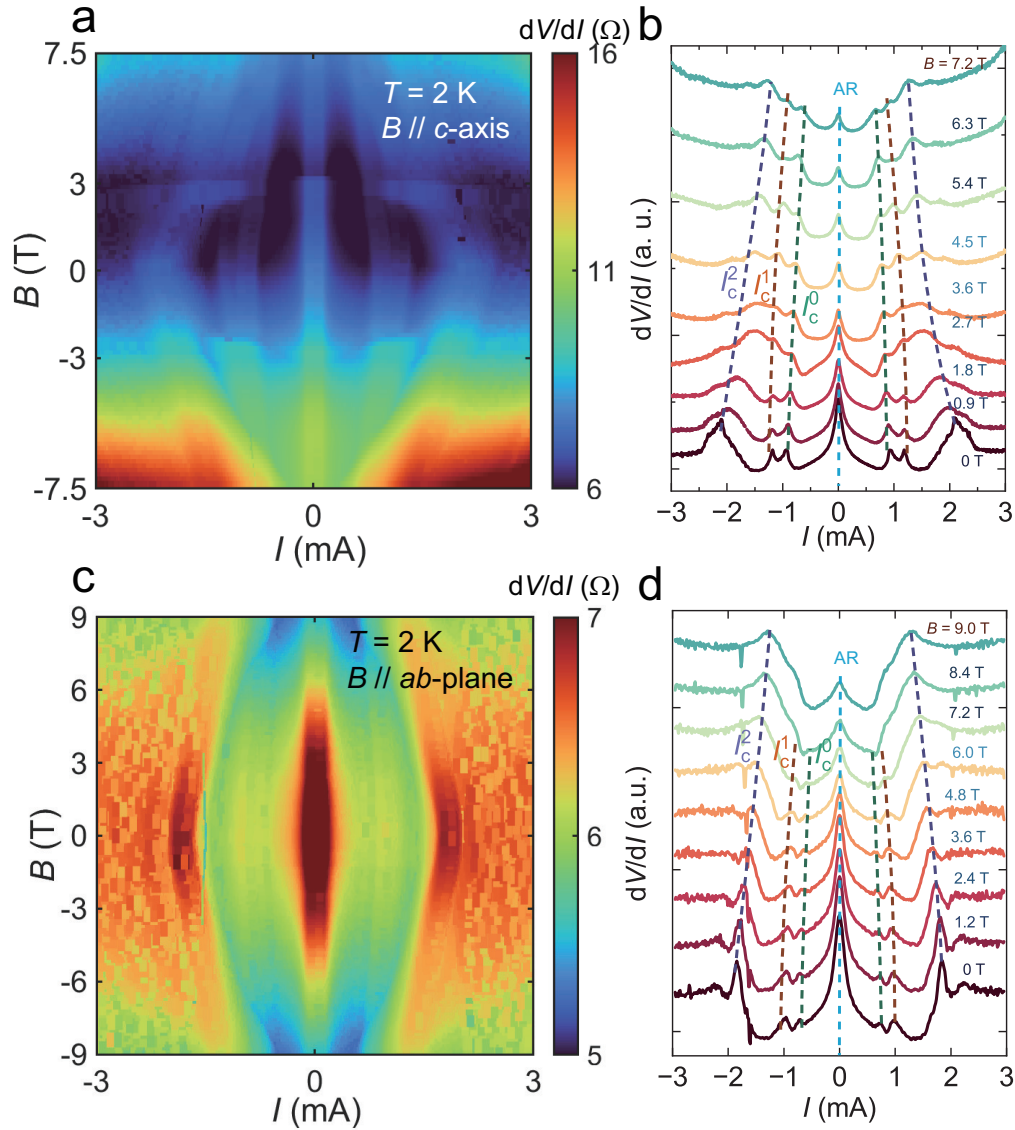 a
dV/dI (Ω)
7.5
3
0
-3
-7.5
B (T)
T = 2 K
B // c-axis
16
11
6
-3
0
3
I (mA)
b
dV/dI (a. u.)
B = 7.2 T
AR
6.3 T
5.4 T
4.5 T
3.6 T
2.7 T
1.8 T
0.9 T
0 T
I_c^2
I_c^1
I_c^0
−3
−2
−1
0
1
2
3
I (mA)
c
dV/dI (Ω)
9
6
3
0
-3
-6
-9
B (T)
T = 2 K
B // ab-plane
7
6
5
-3
0
3
I (mA)
d
dV/dI (a.u.)
B = 9.0 T
AR
8.4 T
7.2 T
6.0 T
4.8 T
3.6 T
2.4 T
1.2 T
0 T
I_c^2
I_c^1
I_c^0
−3
−2
−1
0
1
2
3
I (mA)